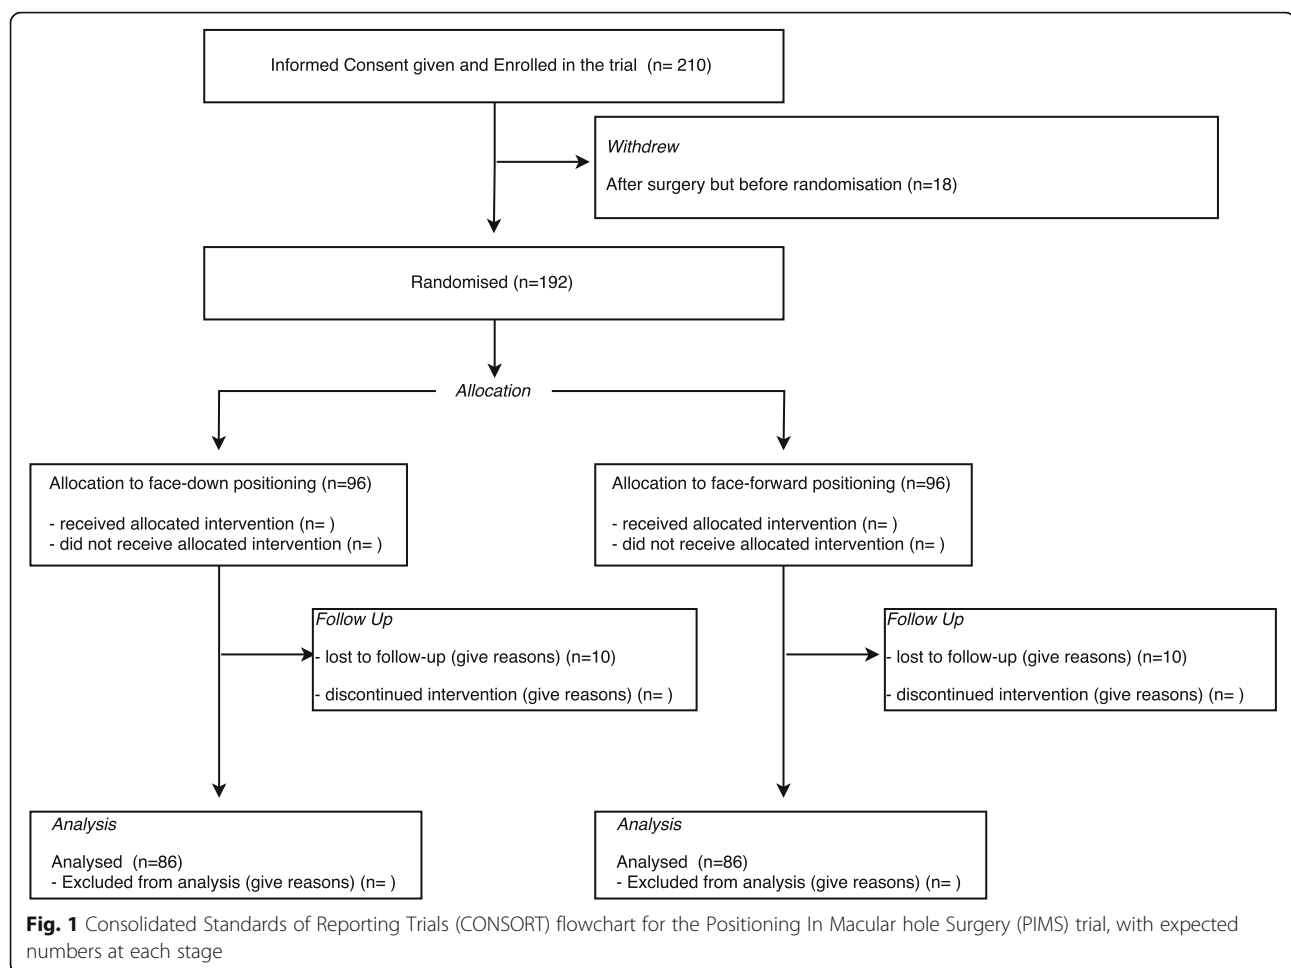 Informed Consent given and Enrolled in the trial (n= 210)
Withdrew
After surgery but before randomisation (n=18)
Randomised (n=192)
Allocation
Allocation to face-down positioning (n=96)
- received allocated intervention (n= )
- did not receive allocated intervention (n= )
Allocation to face-forward positioning (n=96)
- received allocated intervention (n= )
- did not receive allocated intervention (n= )
Follow Up
- lost to follow-up (give reasons) (n=10)
- discontinued intervention (give reasons) (n= )
Follow Up
- lost to follow-up (give reasons) (n=10)
- discontinued intervention (give reasons) (n= )
Analysis
Analysed (n=86)
- Excluded from analysis (give reasons) (n= )
Analysis
Analysed (n=86)
- Excluded from analysis (give reasons) (n= )
Fig. 1 Consolidated Standards of Reporting Trials (CONSORT) flowchart for the Positioning In Macular hole Surgery (PIMS) trial, with expected
numbers at each stage